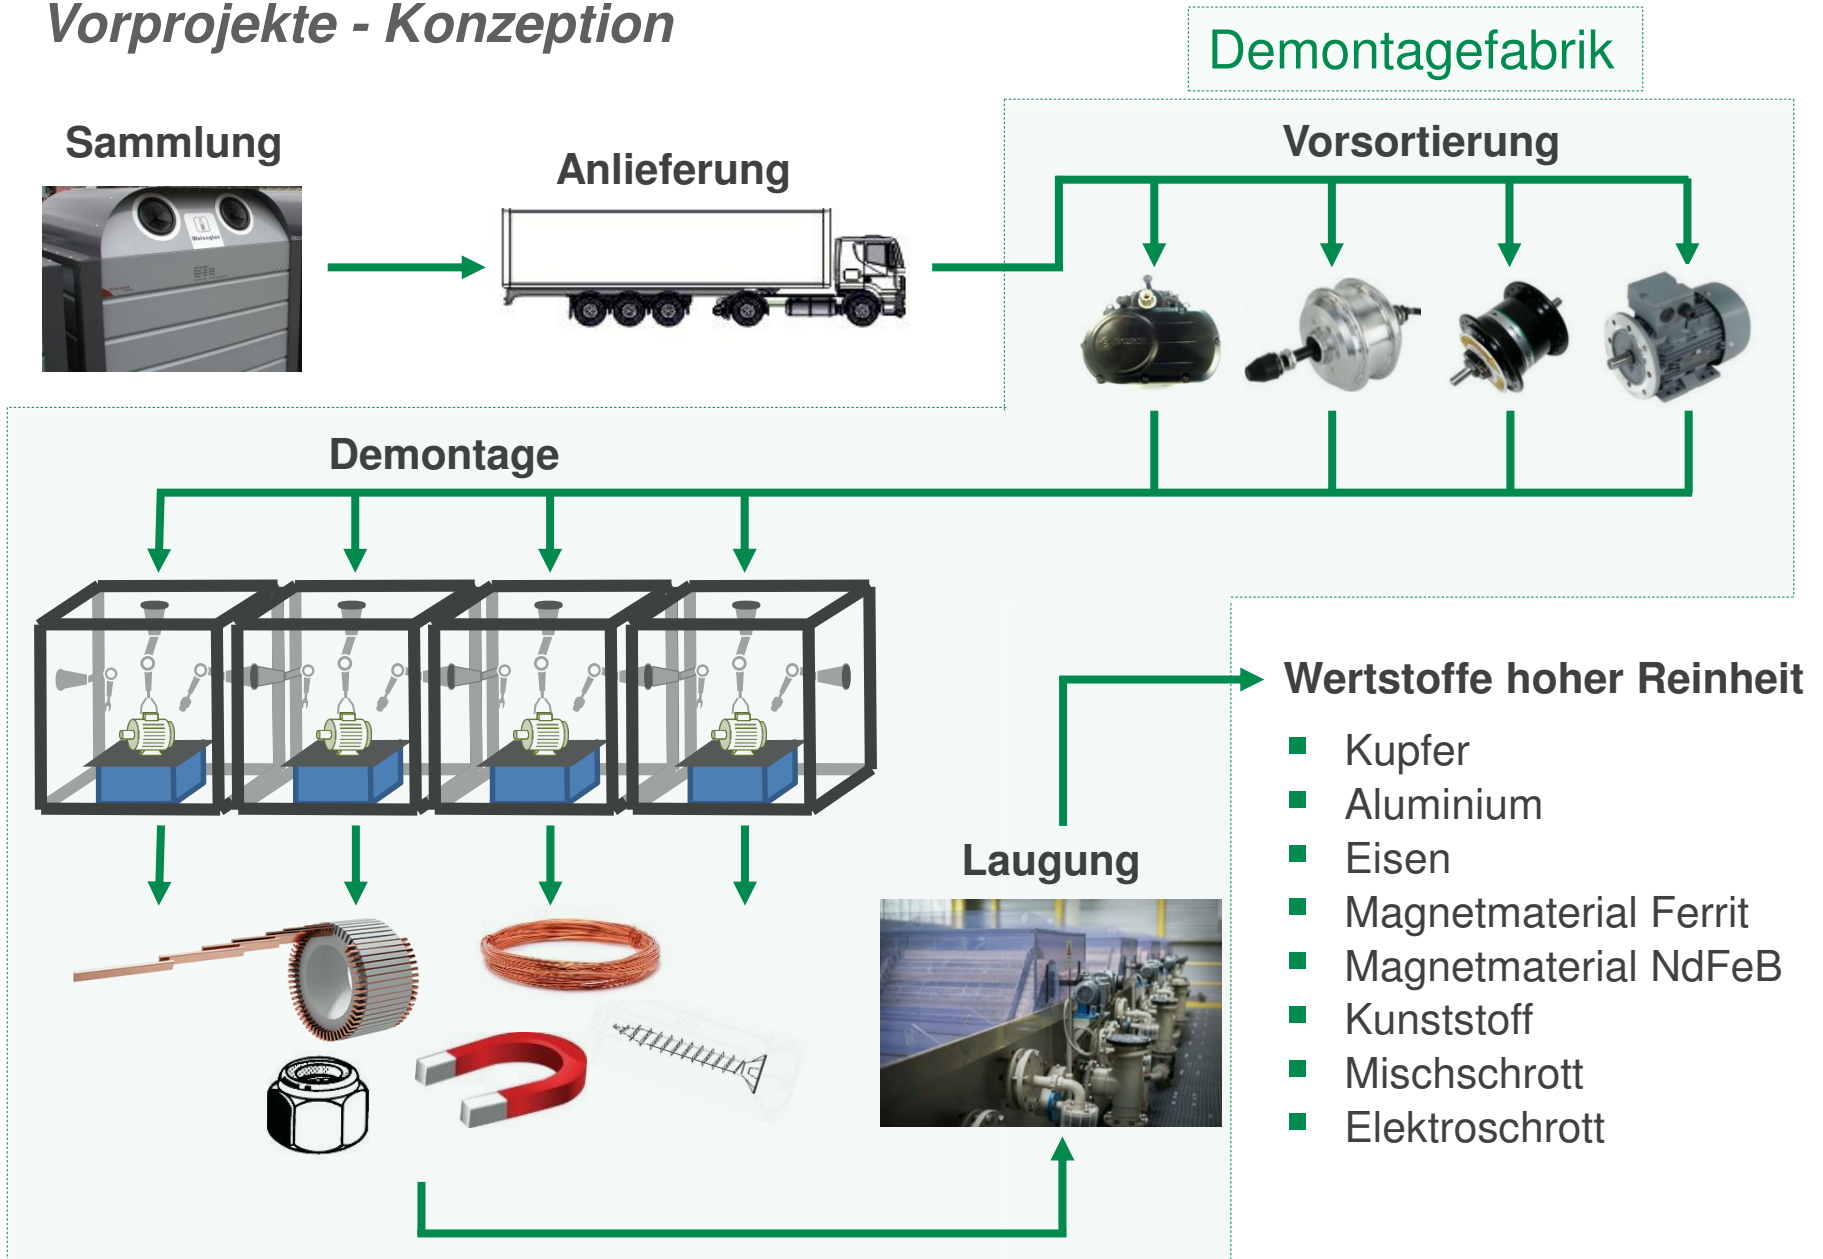 Vorprojekte - Konzeption
Demontagefabrik
Sammlung
Anlieferung
Vorsortierung
Weissglas
Demontage
Wertstoffe hoher Reinheit
Kupfer
Aluminium
Eisen
Magnetmaterial Ferrit
Magnetmaterial NdFeB
Kunststoff
Mischschrott
Elektroschrott
Laugung